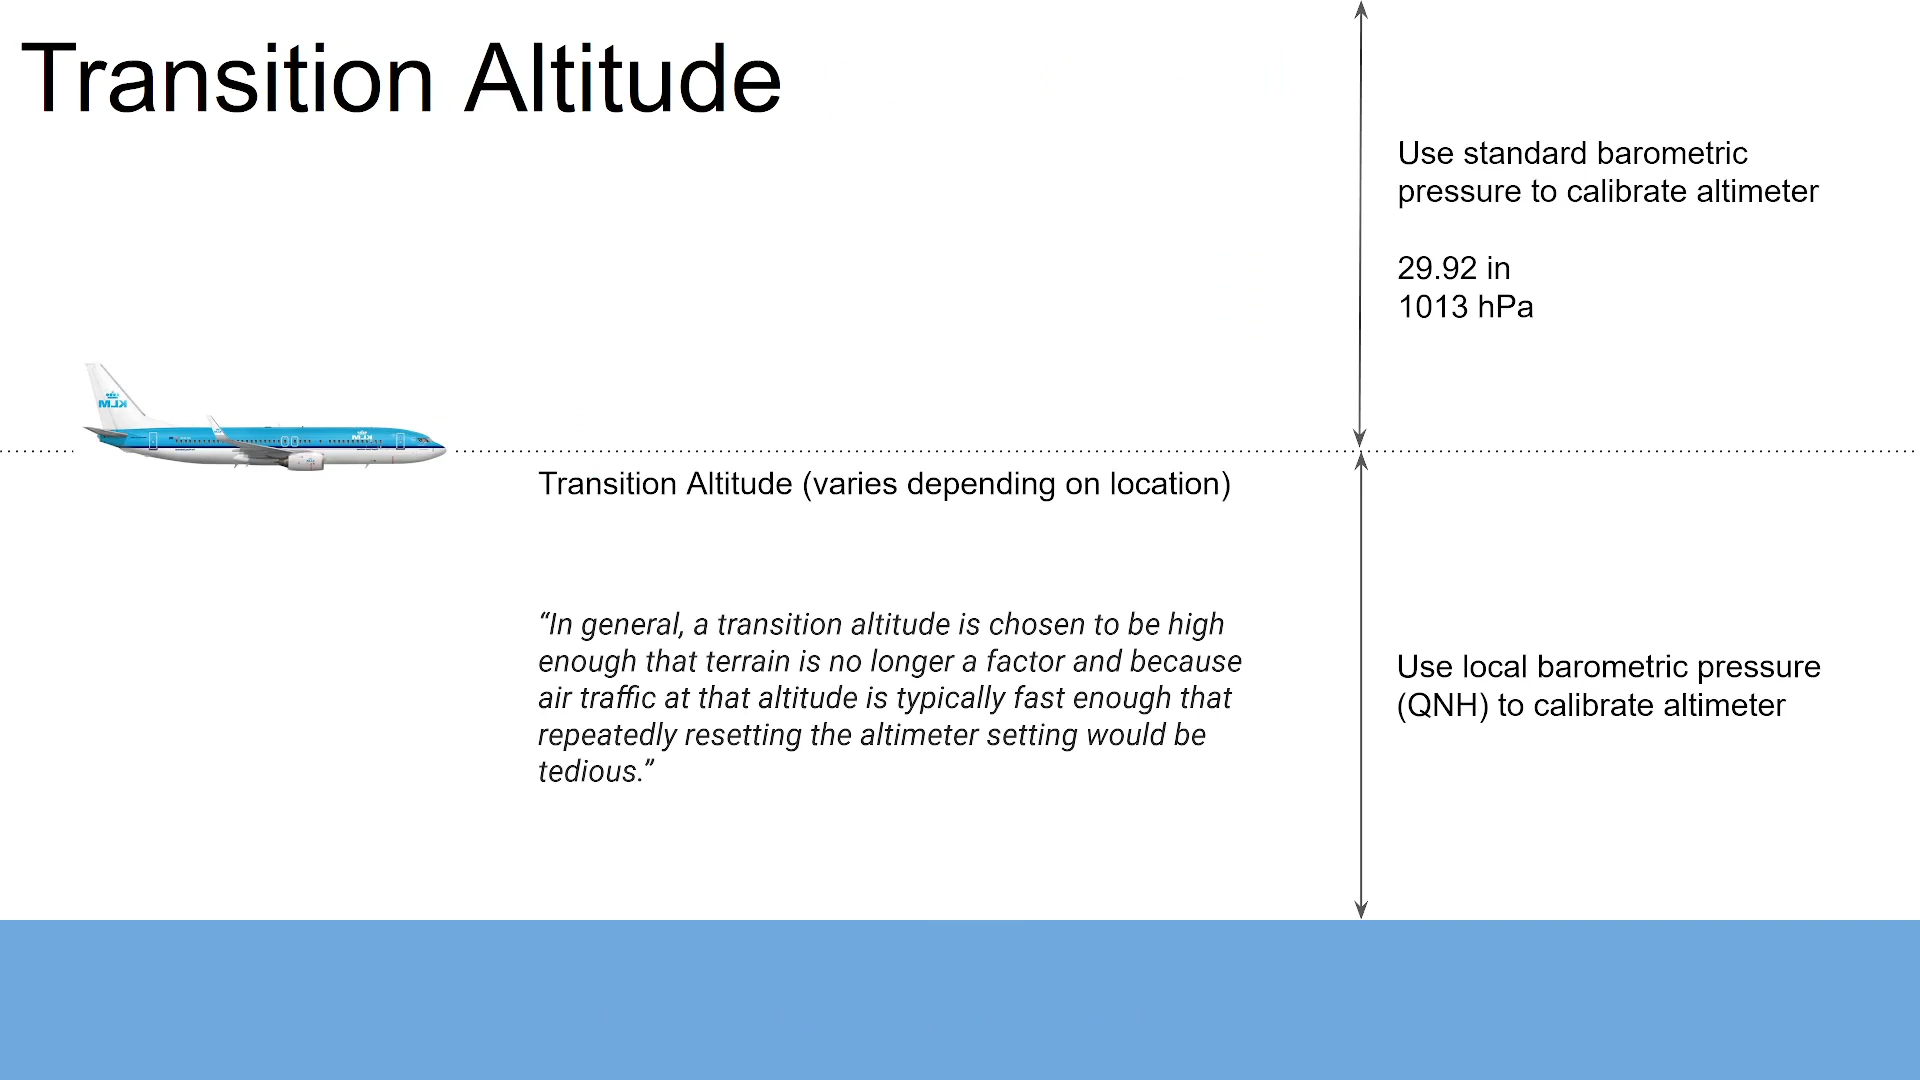 Transition Altitude
Use standard barometric
pressure to calibrate altimeter
29.92 in
1013 hPa
KLM
KLM
Transition Altitude (varies depending on location)
“In general, a transition altitude is chosen to be high
enough that terrain is no longer a factor and because
air traffic at that altitude is typically fast enough that
repeatedly resetting the altimeter setting would be
tedious.”
Use local barometric pressure
(QNH) to calibrate altimeter